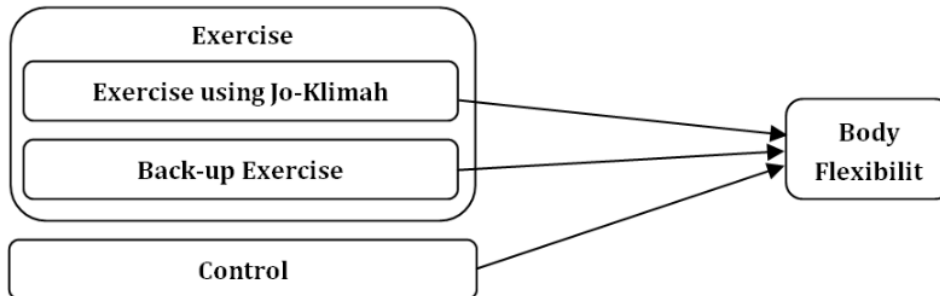 Exercise
Exercise using Jo-Klimah
Back-up Exercise
Control
Body
Flexibilit